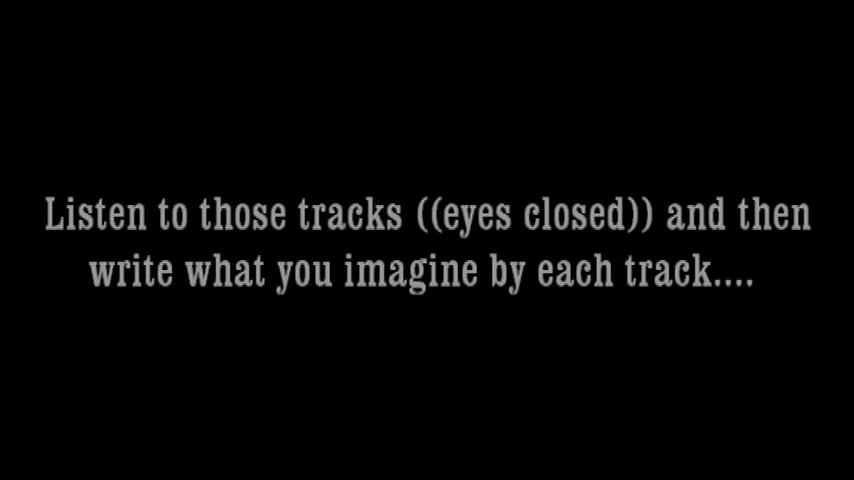 Listen to those tracks ((eyes closed)) and then
write what you imagine by each track....